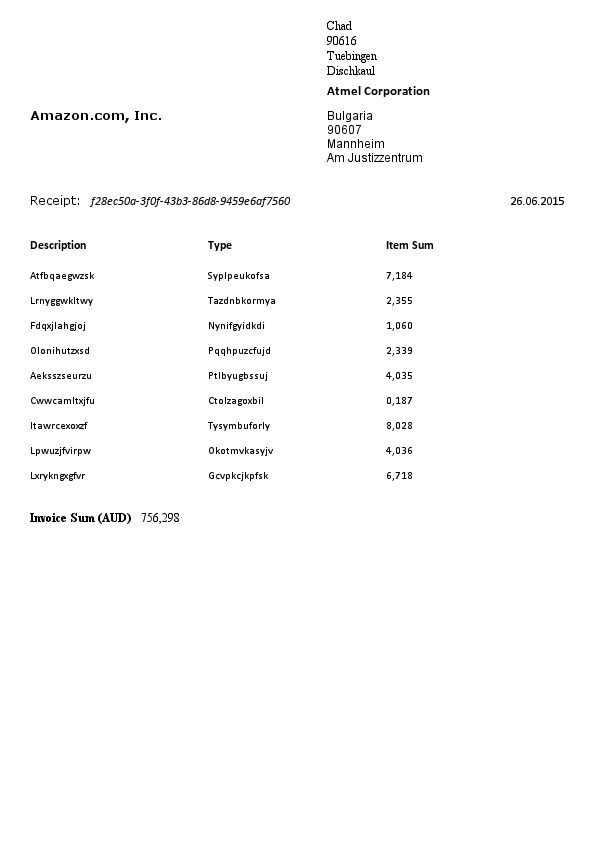 Chad
90616
Tuebingen
Dischkaul
Atmel Corporation
Amazon.com, Inc.
Bulgaria
90607
Mannheim
Am Justizzentrum
Receipt: f28ec50a-3f0f-43b3-86d8-9459e6af7560 26.06.2015
Description Type Item Sum
Atfbqaegwzsk Syplpeukofsa 7,184
Lrnyggwkltwy Tazdnbkormya 2,355
Fdqxjlahgjoj Nynifgyidkdi 1,060
Olonihutzxsd Pqqhpuzcfujd 2,339
Aeksszseurzu Ptlbyugbssuj 4,035
Cwwcamltxjfu Ctolzagoxbil 0,187
Itawrcexoxzf Tysymbuforly 8,028
Lpwuzjfvirpw Okotmvkasyjv 4,036
Lxrykngxgfvr Gcvpkcjkpfsk 6,718
Invoice Sum (AUD) 756,298